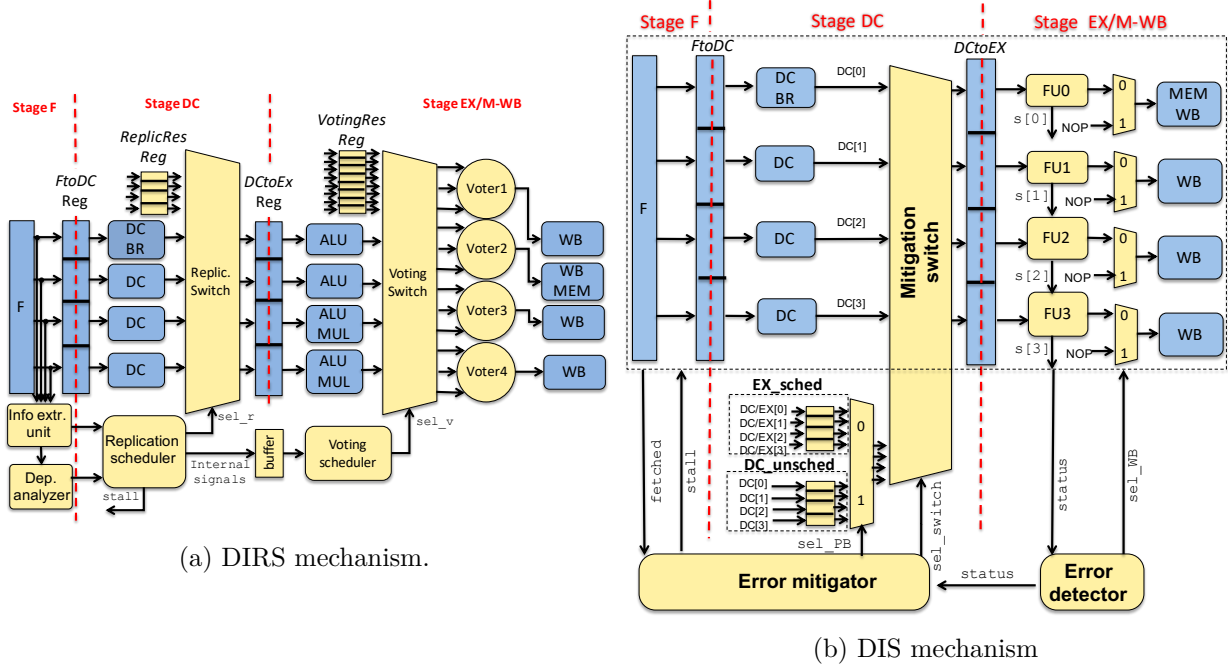 Stage F
Stage DC
Stage EX/M-WB
ReplicRes
Reg
VotingRes
Reg
FtoDC
Reg
DCtoEx
Reg
F
DC
BR
DC
DC
DC
Replic.
Switch
ALU
ALU
ALU
MUL
ALU
MUL
Voting
Switch
Voter1
Voter2
Voter3
Voter4
WB
WB
MEM
WB
WB
Info extr.
unit
Dep.
analyzer
Replication
scheduler
stall
sel_r
Internal
signals
buffer
Voting
scheduler
sel_v
(a) DIRS mechanism.
Stage F
Stage DC
Stage EX/M-WB
FtoDC
DCtoEX
F
DC
BR
DC
DC
DC
DC[0]
DC[1]
DC[2]
DC[3]
Mitigation
switch
FU0
s[0]
NOP
0
1
MEM
WB
FU1
s[1]
NOP
0
1
WB
FU2
s[2]
NOP
0
1
WB
FU3
s[3]
NOP
0
1
WB
EX_sched
DC/EX[0]
DC/EX[1]
DC/EX[2]
DC/EX[3]
DC_unsched
DC[0]
DC[1]
DC[2]
DC[3]
0
1
sel_PB
sel_switch
fetched
stall
status
sel_WB
Error mitigator
status
Error
detector
(b) DIS mechanism